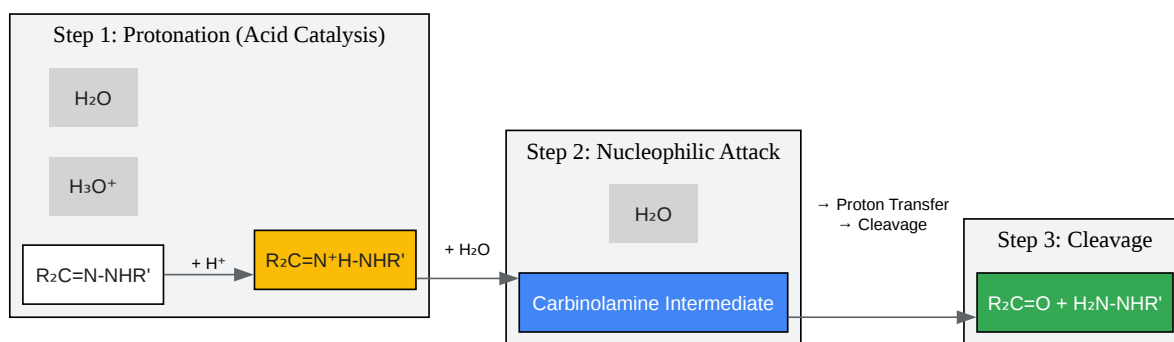 Step 1: Protonation (Acid Catalysis)
H₂O
H₃O⁺
R₂C=N-NHR'
+ H⁺
R₂C=N⁺H-NHR'
+ H₂O
Step 2: Nucleophilic Attack
H₂O
Carbinolamine Intermediate
→ Proton Transfer
→ Cleavage
Step 3: Cleavage
R₂C=O + H₂N-NHR'